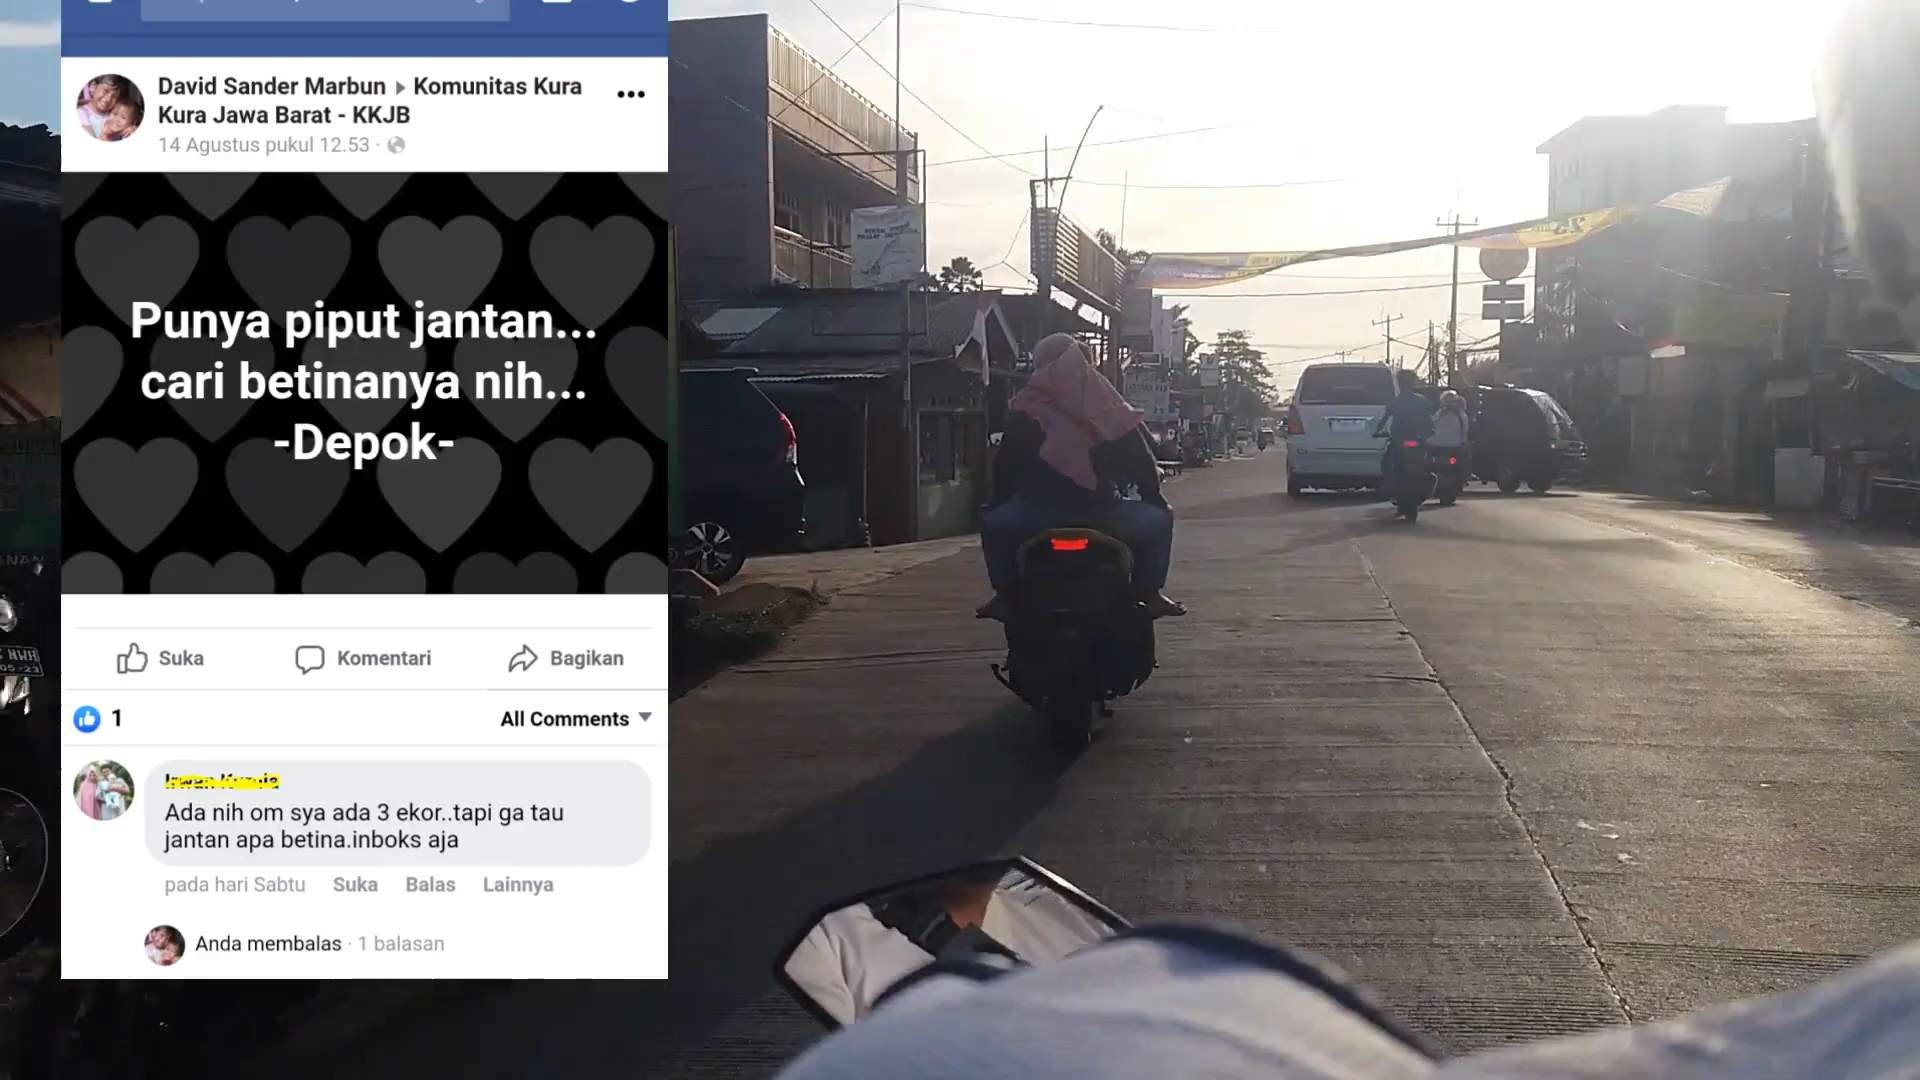 David Sander Marbun ▸ Komunitas Kura
Kura Jawa Barat - KKJB
14 Agustus pukul 12.53 ·
Punya piput jantan...
cari betinanya nih...
-Depok-
Suka
Komentari
Bagikan
1
All Comments
Ada nih om sya ada 3 ekor..tapi ga tau
jantan apa betina.inboks aja
pada hari Sabtu
Suka
Balas
Lainnya
Anda membalas · 1 balasan